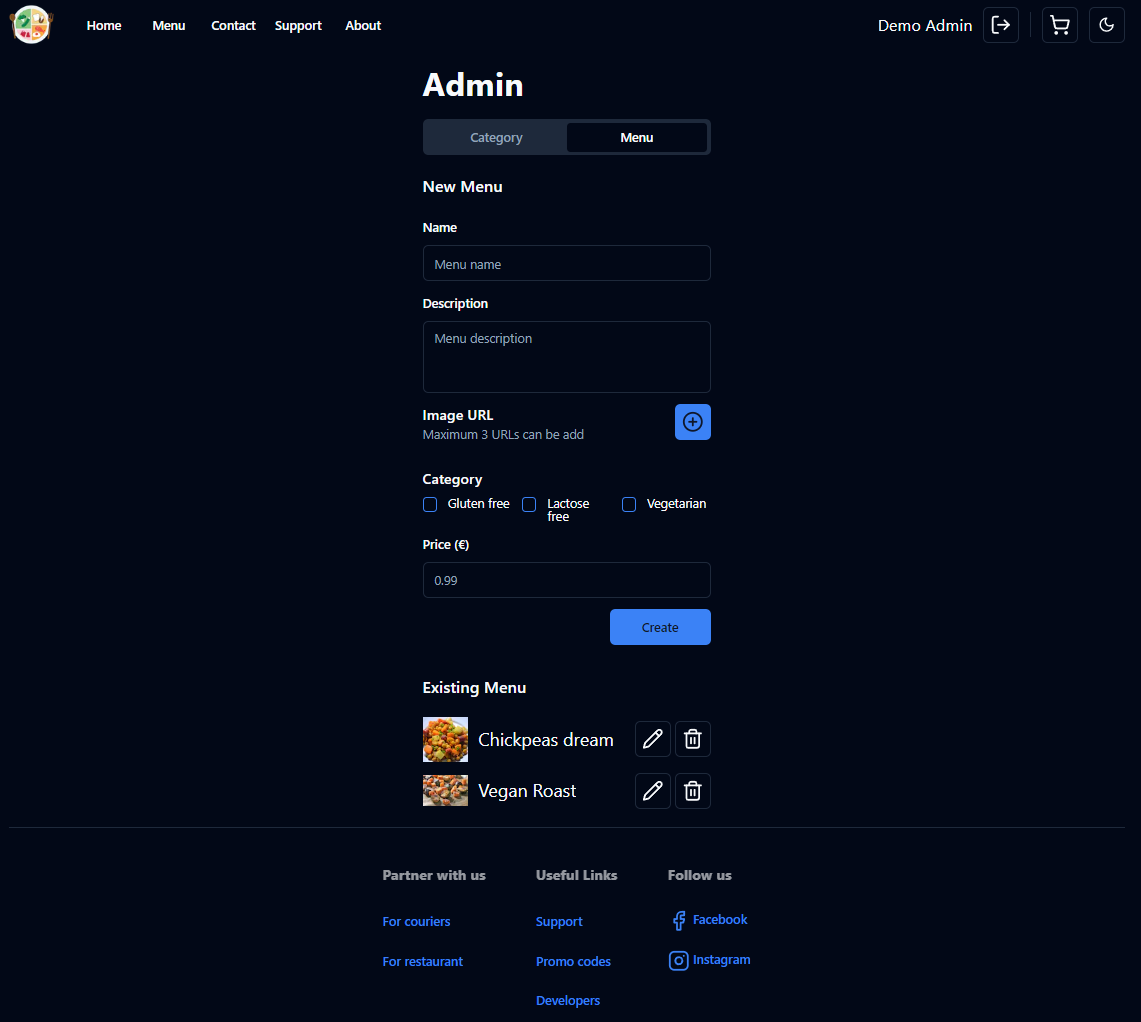 Home Menu Contact Support About Demo Admin
Admin
Category Menu
New Menu
Name
Menu name
Description
Menu description
Image URL
Maximum 3 URLs can be add
Category
Gluten free Lactose free Vegetarian
Price (€)
0.99
Create
Existing Menu
Chickpeas dream
Vegan Roast
Partner with us Useful Links Follow us
For couriers Support Facebook
For restaurant Promo codes Instagram
Developers